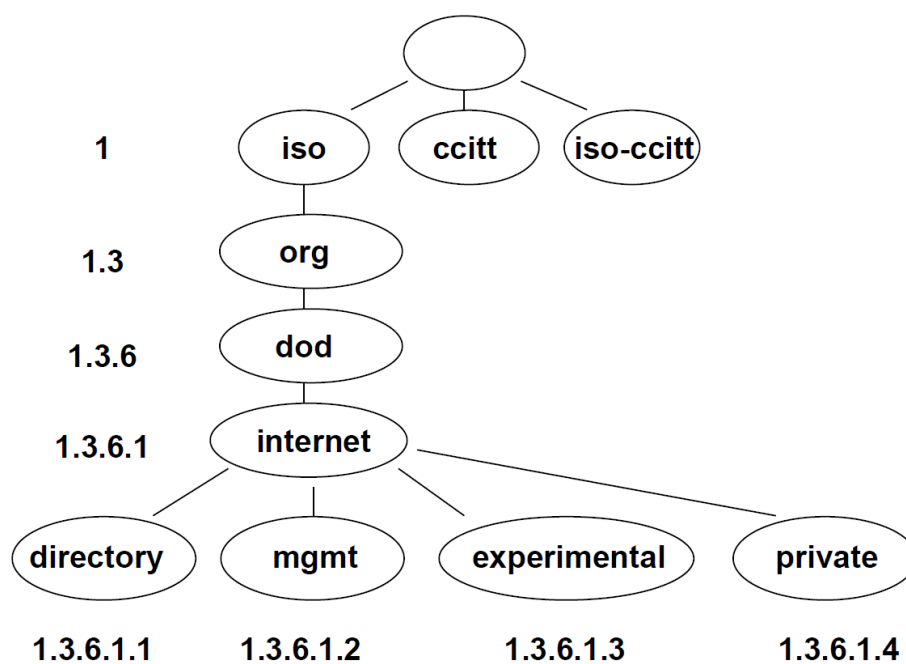 1 iso ccitt iso-ccitt
1.3 org
1.3.6 dod
1.3.6.1 internet
directory mgmt experimental private
1.3.6.1.1 1.3.6.1.2 1.3.6.1.3 1.3.6.1.4